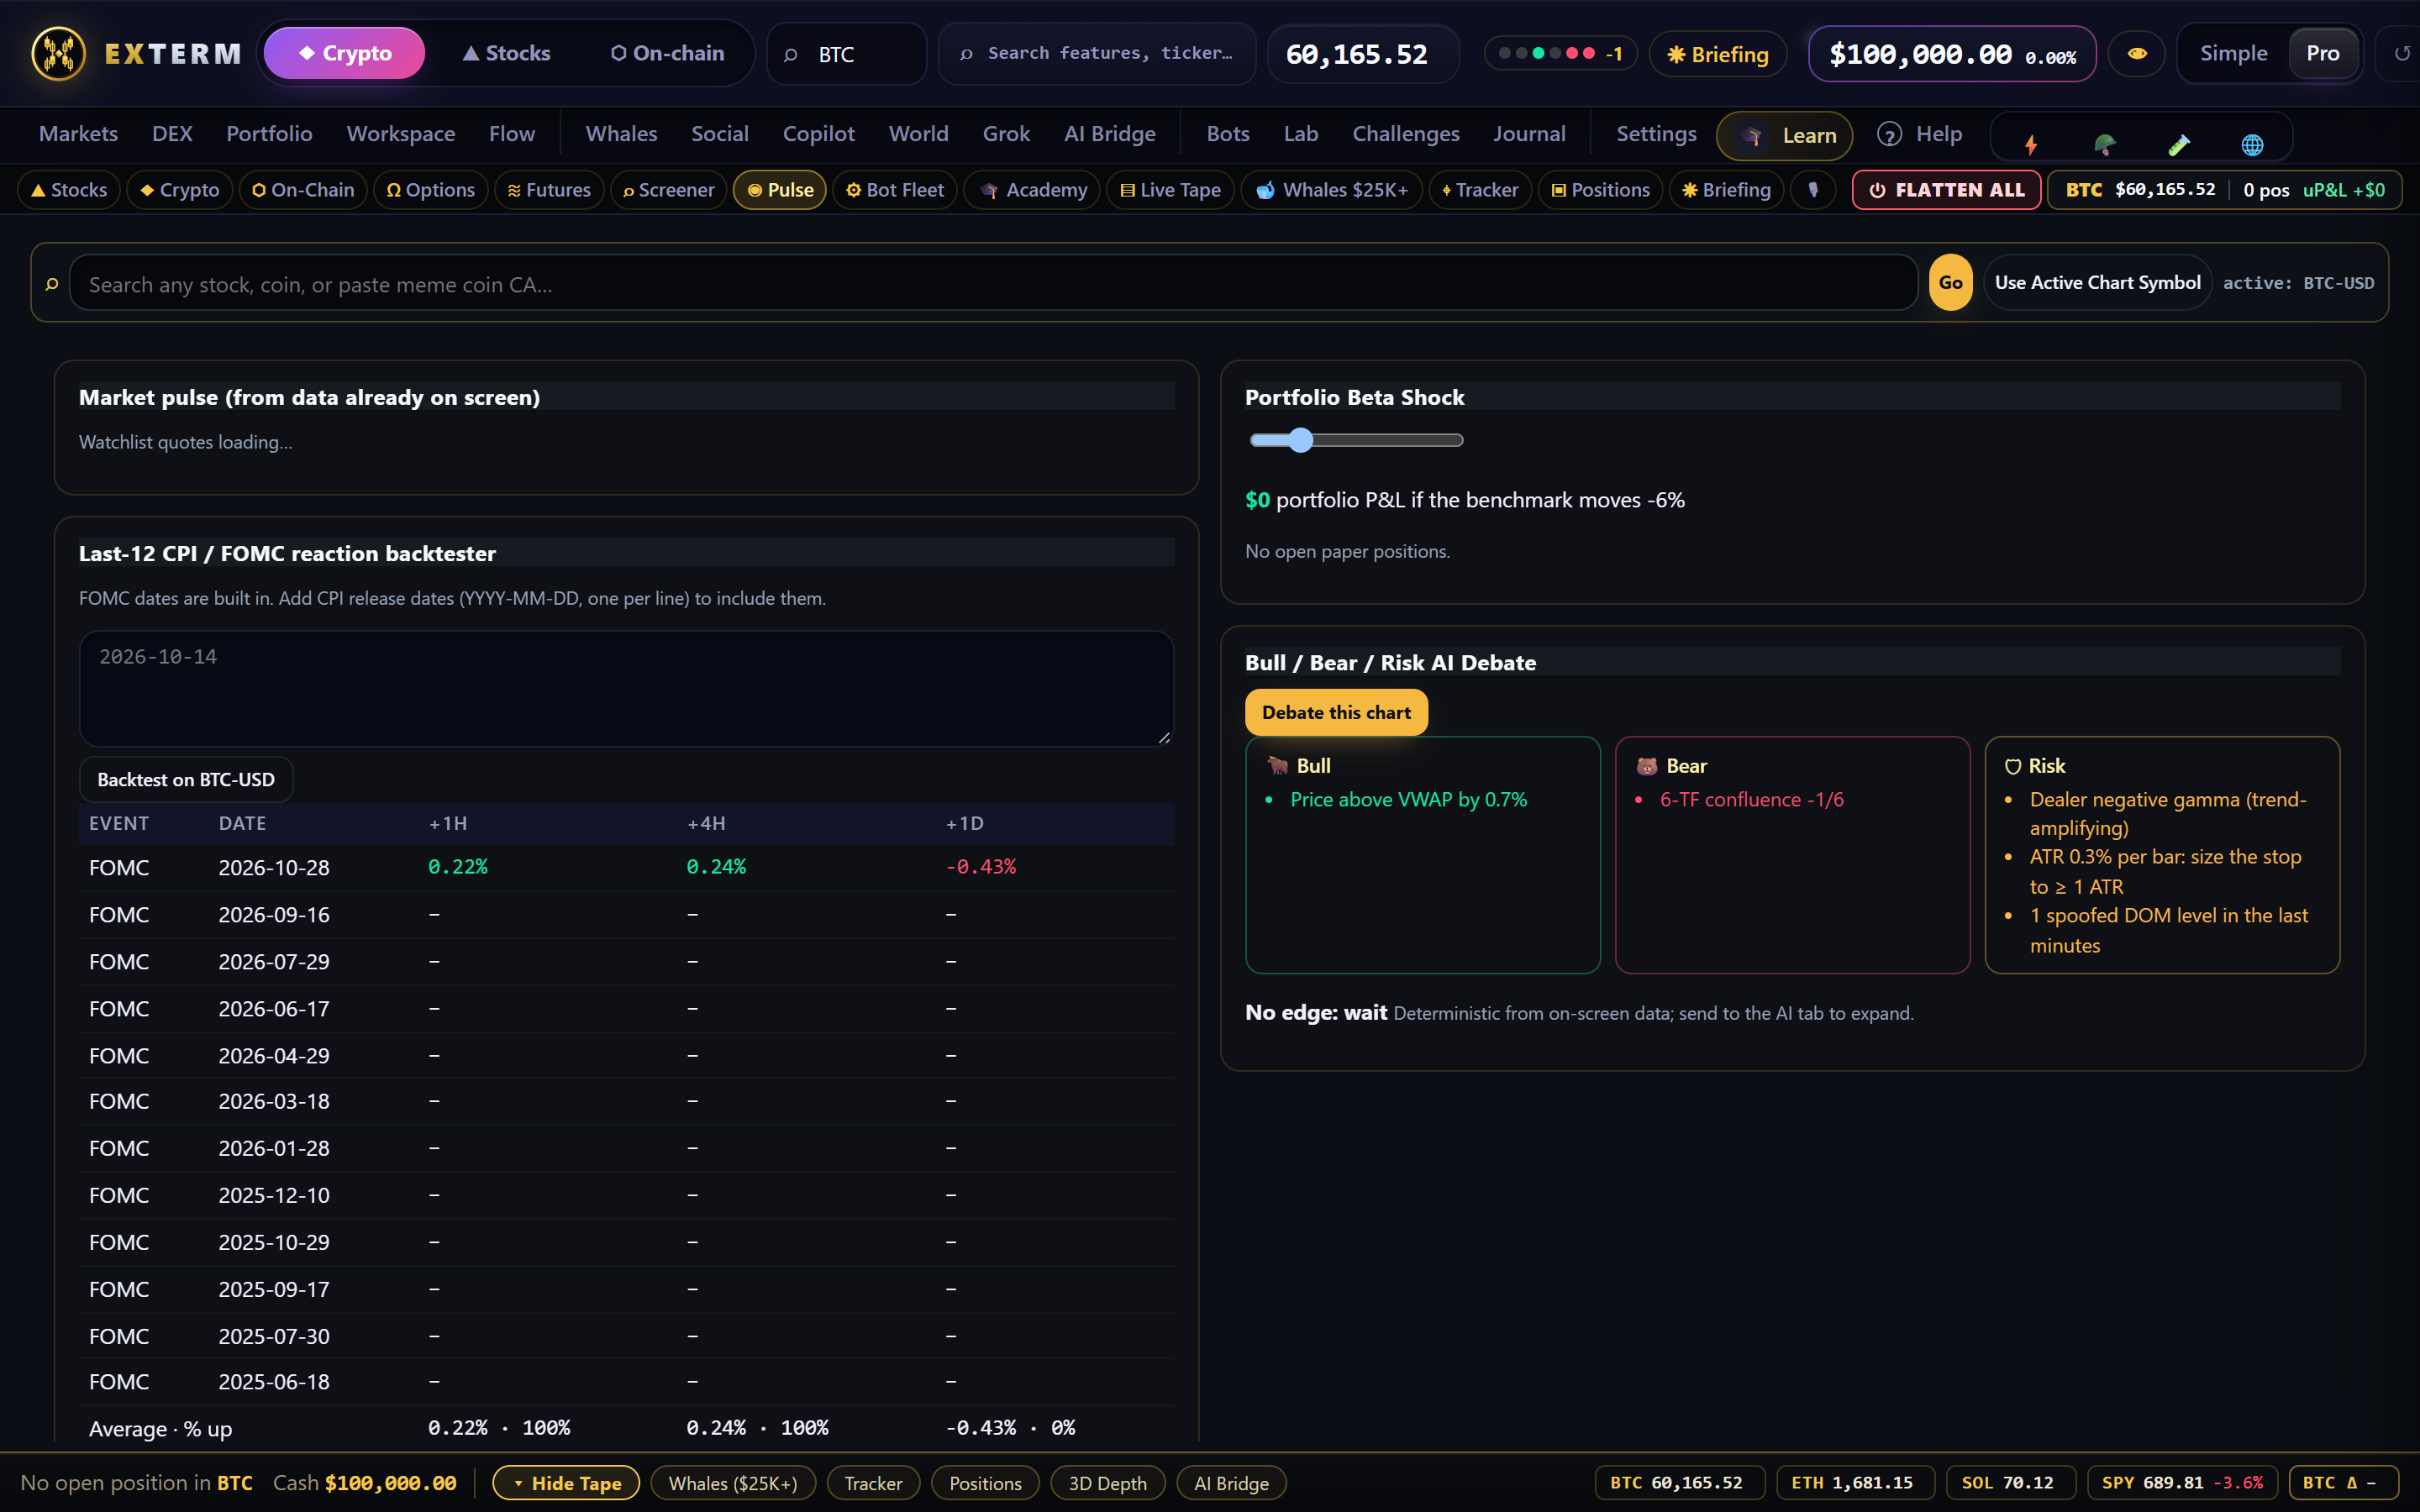 EXTERM
Crypto
Stocks
On-chain
BTC
Search features, ticker…
60,165.52
-1
Briefing
$100,000.00 0.00%
Simple
Pro
Markets
DEX
Portfolio
Workspace
Flow
Whales
Social
Copilot
World
Grok
AI Bridge
Bots
Lab
Challenges
Journal
Settings
Learn
? Help
Stocks
Crypto
On-Chain
Ω Options
Futures
Screener
Pulse
Bot Fleet
Academy
Live Tape
Whales $25K+
Tracker
Positions
Briefing
FLATTEN ALL
BTC $60,165.52 0 pos uP&L +$0
Search any stock, coin, or paste meme coin CA...
Go
Use Active Chart Symbol
active: BTC-USD
Market pulse (from data already on screen)
Watchlist quotes loading...
Last-12 CPI / FOMC reaction backtester
FOMC dates are built in. Add CPI release dates (YYYY-MM-DD, one per line) to include them.
2026-10-14
Backtest on BTC-USD
EVENT DATE +1H +4H +1D
FOMC 2026-10-28 0.22% 0.24% -0.43%
FOMC 2026-09-16 – – –
FOMC 2026-07-29 – – –
FOMC 2026-06-17 – – –
FOMC 2026-04-29 – – –
FOMC 2026-03-18 – – –
FOMC 2026-01-28 – – –
FOMC 2025-12-10 – – –
FOMC 2025-10-29 – – –
FOMC 2025-09-17 – – –
FOMC 2025-07-30 – – –
FOMC 2025-06-18 – – –
Average · % up 0.22% · 100% 0.24% · 100% -0.43% · 0%
Portfolio Beta Shock
$0 portfolio P&L if the benchmark moves -6%
No open paper positions.
Bull / Bear / Risk AI Debate
Debate this chart
Bull
• Price above VWAP by 0.7%
Bear
• 6-TF confluence -1/6
Risk
• Dealer negative gamma (trend-
amplifying)
• ATR 0.3% per bar: size the stop
to ≥ 1 ATR
• 1 spoofed DOM level in the last
minutes
No edge: wait Deterministic from on-screen data; send to the AI tab to expand.
No open position in BTC Cash $100,000.00
Hide Tape
Whales ($25K+)
Tracker
Positions
3D Depth
AI Bridge
BTC 60,165.52
ETH 1,681.15
SOL 70.12
SPY 689.81 -3.6%
BTC Δ –